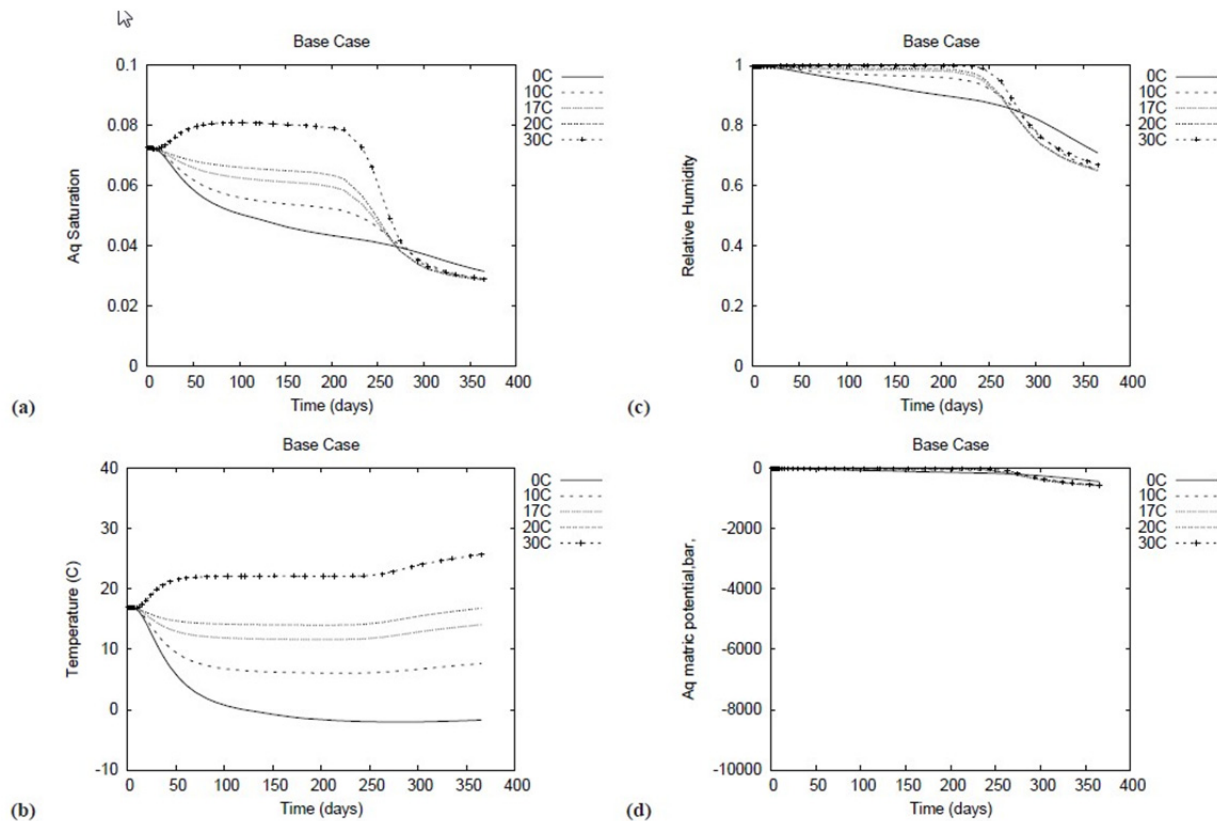 Base Case
0.1
0.08
0.06
0.04
0.02
0
Aq Saturation
0 50 100 150 200 250 300 350 400
Time (days)
0C
10C
17C
20C
30C
(a)
Base Case
1
0.8
0.6
0.4
0.2
0
Relative Humidity
0 50 100 150 200 250 300 350 400
Time (days)
0C
10C
17C
20C
30C
(c)
Base Case
40
30
20
10
0
-10
Temperature (C)
0 50 100 150 200 250 300 350 400
Time (days)
0C
10C
17C
20C
30C
(b)
Base Case
0
-2000
-4000
-6000
-8000
-10000
Aq matric potential,bar,
0 50 100 150 200 250 300 350 400
Time (days)
0C
10C
17C
20C
30C
(d)